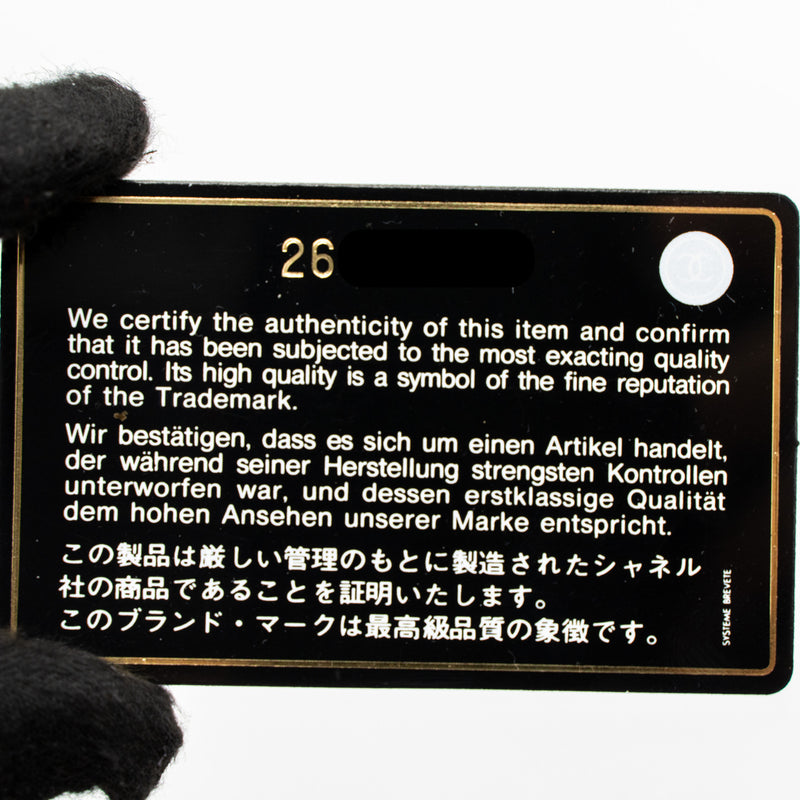 26
We certify the authenticity of this item and confirm
that it has been subjected to the most exacting quality
control. Its high quality is a symbol of the fine reputation
of the Trademark.
Wir bestätigen, dass es sich um einen Artikel handelt,
der während seiner Herstellung strengsten Kontrollen
unterworfen war, und dessen erstklassige Qualität
dem hohen Ansehen unserer Marke entspricht.
この製品は厳しい管理のもとに製造されたシャネル
社の商品であることを証明いたします。
このブランド・マークは最高級品質の象徴です。
SYSTEME BREVETE